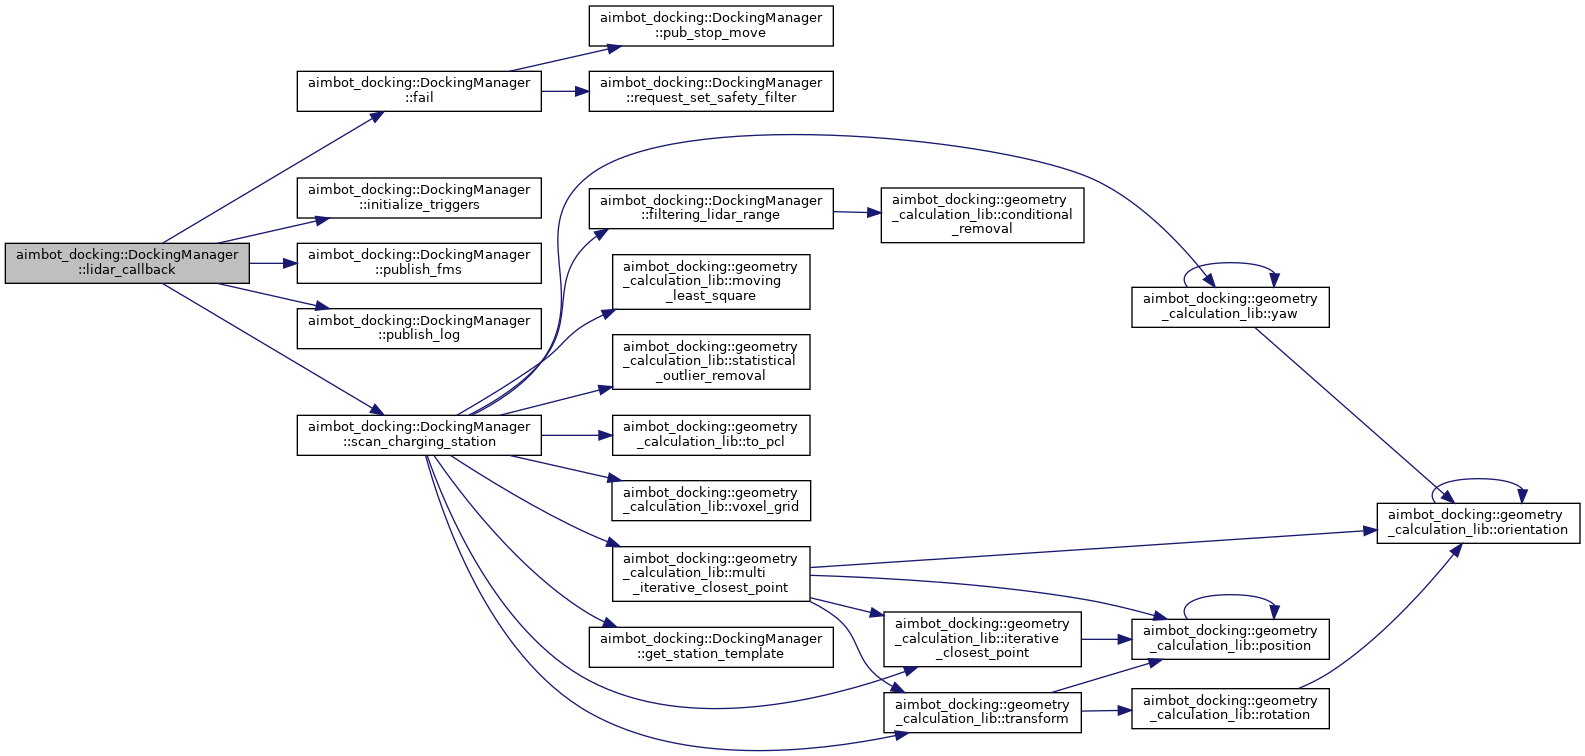 aimbot_docking::DockingManager
::lidar_callback
aimbot_docking::DockingManager
::fail
aimbot_docking::DockingManager
::pub_stop_move
aimbot_docking::DockingManager
::request_set_safety_filter
aimbot_docking::DockingManager
::initialize_triggers
aimbot_docking::DockingManager
::publish_fms
aimbot_docking::DockingManager
::publish_log
aimbot_docking::DockingManager
::scan_charging_station
aimbot_docking::DockingManager
::filtering_lidar_range
aimbot_docking::geometry
_calculation_lib::conditional
_removal
aimbot_docking::geometry
_calculation_lib::moving
_least_square
aimbot_docking::geometry
_calculation_lib::statistical
_outlier_removal
aimbot_docking::geometry
_calculation_lib::to_pcl
aimbot_docking::geometry
_calculation_lib::voxel_grid
aimbot_docking::geometry
_calculation_lib::multi
_iterative_closest_point
aimbot_docking::DockingManager
::get_station_template
aimbot_docking::geometry
_calculation_lib::iterative
_closest_point
aimbot_docking::geometry
_calculation_lib::transform
aimbot_docking::geometry
_calculation_lib::yaw
aimbot_docking::geometry
_calculation_lib::position
aimbot_docking::geometry
_calculation_lib::rotation
aimbot_docking::geometry
_calculation_lib::orientation